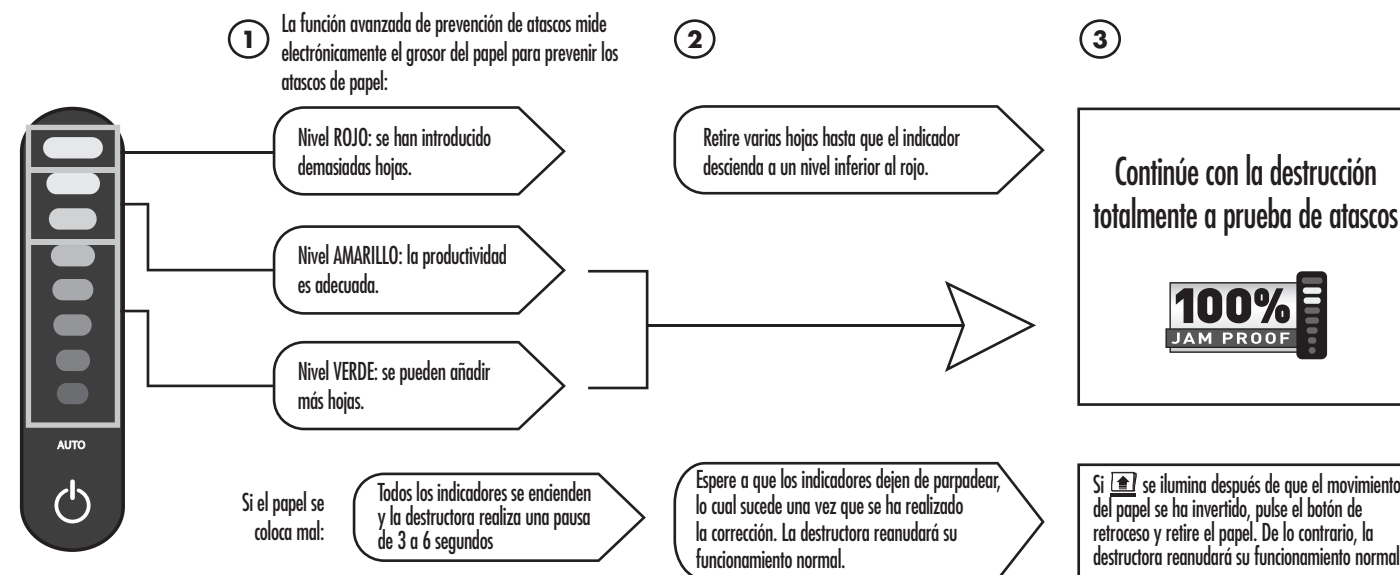 1
La función avanzada de prevención de atascos mide
electrónicamente el grosor del papel para prevenir los
atascos de papel:
2
3
Nivel ROJO: se han introducido
demasiadas hojas.
Retire varias hojas hasta que el indicador
descienda a un nivel inferior al rojo.
Continúe con la destrucción
totalmente a prueba de atascos
100%
JAM PROOF
Nivel AMARILLO: la productividad
es adecuada.
Nivel VERDE: se pueden añadir
más hojas.
AUTO
Si el papel se
coloca mal:
Todos los indicadores se encienden
y la destructora realiza una pausa
de 3 a 6 segundos
Espere a que los indicadores dejen de parpadear,
lo cual sucede una vez que se ha realizado
la corrección. La destructora reanudará su
funcionamiento normal.
Si se ilumina después de que el movimiento
del papel se ha invertido, pulse el botón de
retroceso y retire el papel. De lo contrario, la
destructora reanudará su funcionamiento normal